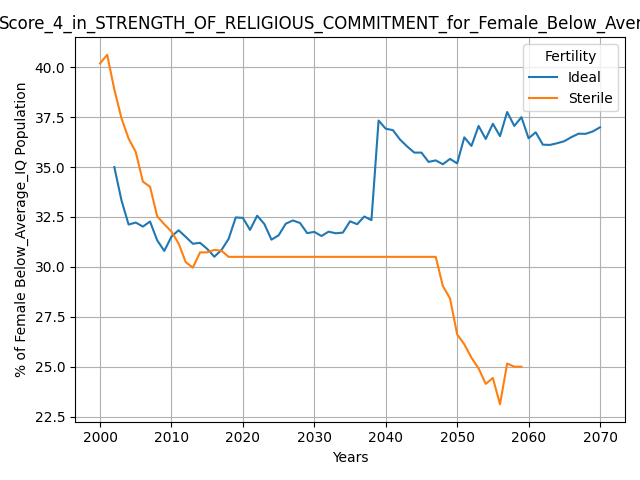 Score_4_in_STRENGTH_OF_RELIGIOUS_COMMITMENT_for_Female_Below_Aver
% of Female Below_Average_IQ Population
40.0
37.5
35.0
32.5
30.0
27.5
25.0
22.5
Fertility
Ideal
Sterile
2000 2010 2020 2030 2040 2050 2060 2070
Years